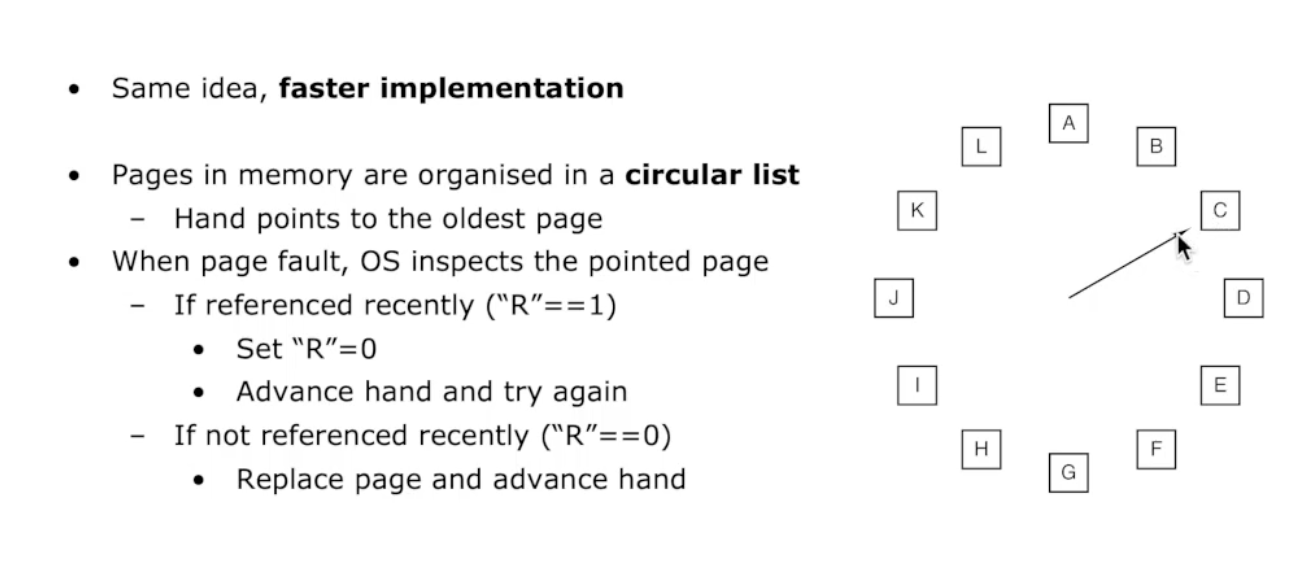 • Same idea, faster implementation
• Pages in memory are organised in a circular list
– Hand points to the oldest page
• When page fault, OS inspects the pointed page
– If referenced recently (“R”==1)
• Set “R”=0
• Advance hand and try again
– If not referenced recently (“R”==0)
• Replace page and advance hand
A
B
C
D
E
F
G
H
I
J
K
L